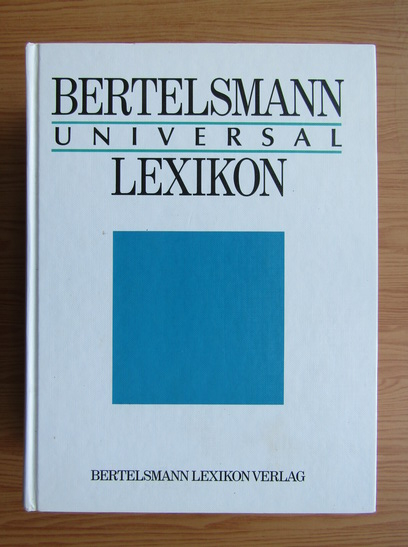 BERTELSMANN
UNIVERSAL
LEXIKON
BERTELSMANN LEXIKON VERLAG